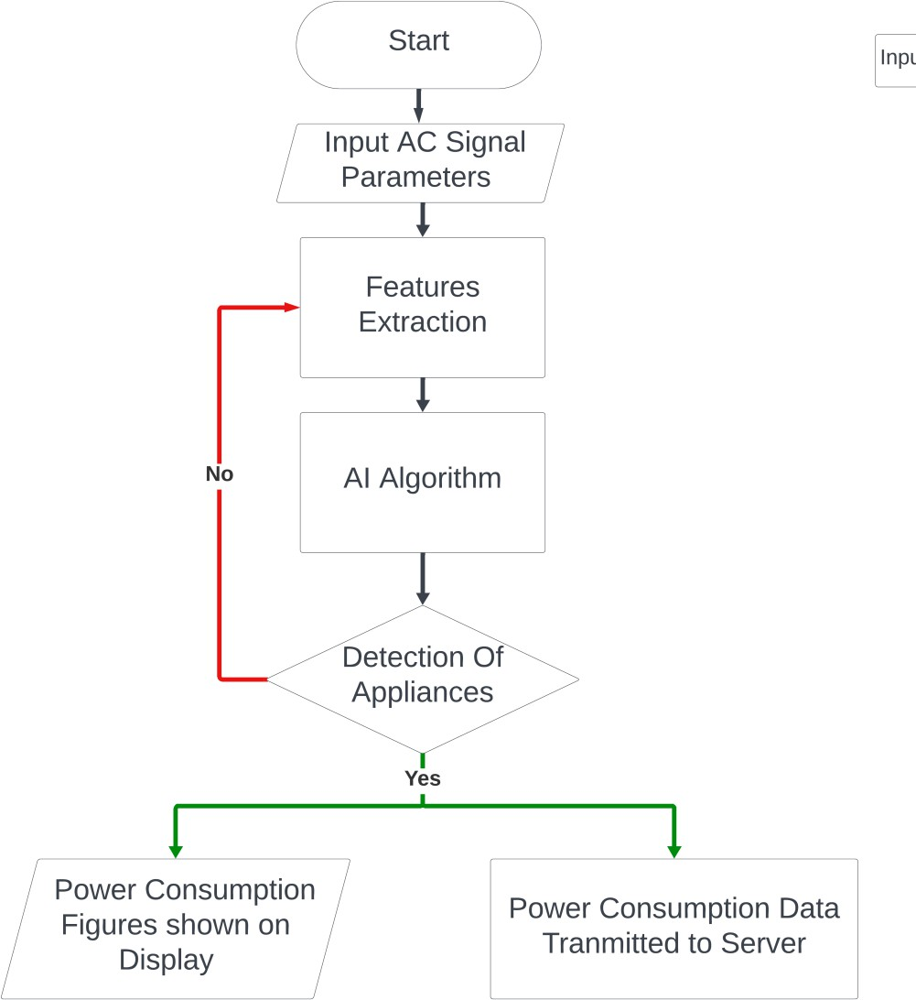 Start
Inpu
Input AC Signal
Parameters
Features
Extraction
No
AI Algorithm
Detection Of
Appliances
Yes
Power Consumption
Figures shown on
Display
Power Consumption Data
Tranmitted to Server